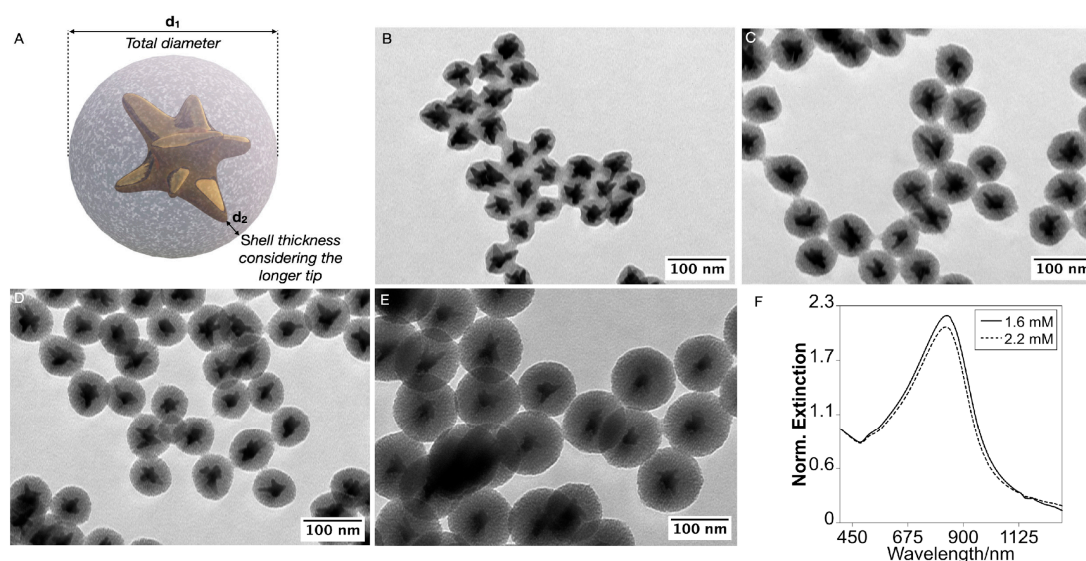 A
d₁
Total diameter
d₂
Shell thickness
considering the
longer tip
B
100 nm
C
100 nm
D
100 nm
E
100 nm
F
2.3
1.7
1.1
0.6
0
Norm. Extinction
1.6 mM
2.2 mM
450
675
900
1125
Wavelength/nm